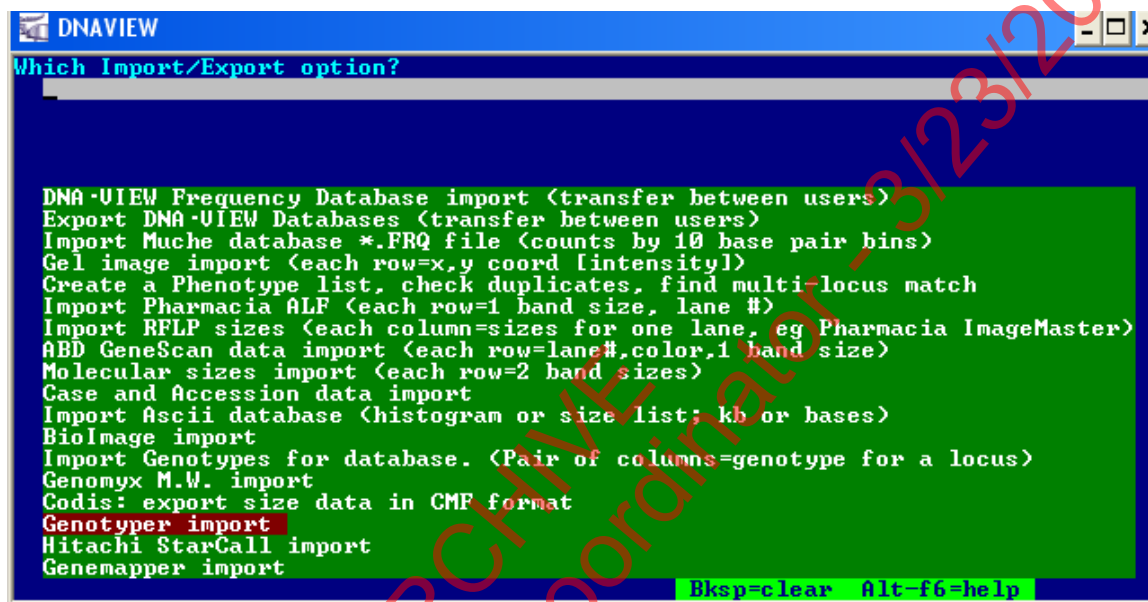 DNAVIEW
Which Import/Export option?
DNA·VIEW Frequency Database import (transfer between users)
Export DNA·VIEW Databases (transfer between users)
Import Muche database *.FRQ file (counts by 10 base pair bins)
Gel image import (each row=x,y coord [intensity])
Create a Phenotype list, check duplicates, find multi-locus match
Import Pharmacia ALF (each row=1 band size, lane #)
Import RFLP sizes (each column=sizes for one lane, eg Pharmacia ImageMaster)
ABD GeneScan data import (each row=lane#,color,1 band size)
Molecular sizes import (each row=2 band sizes)
Case and Accession data import
Import Ascii database (histogram or size list; kb or bases)
BioImage import
Import Genotypes for database. (Pair of columns=genotype for a locus)
Genomyx M.W. import
Codis: export size data in CMF format
Genotyper import
Hitachi StarCall import
Genemapper import
Bksp=clear Alt-f6=help